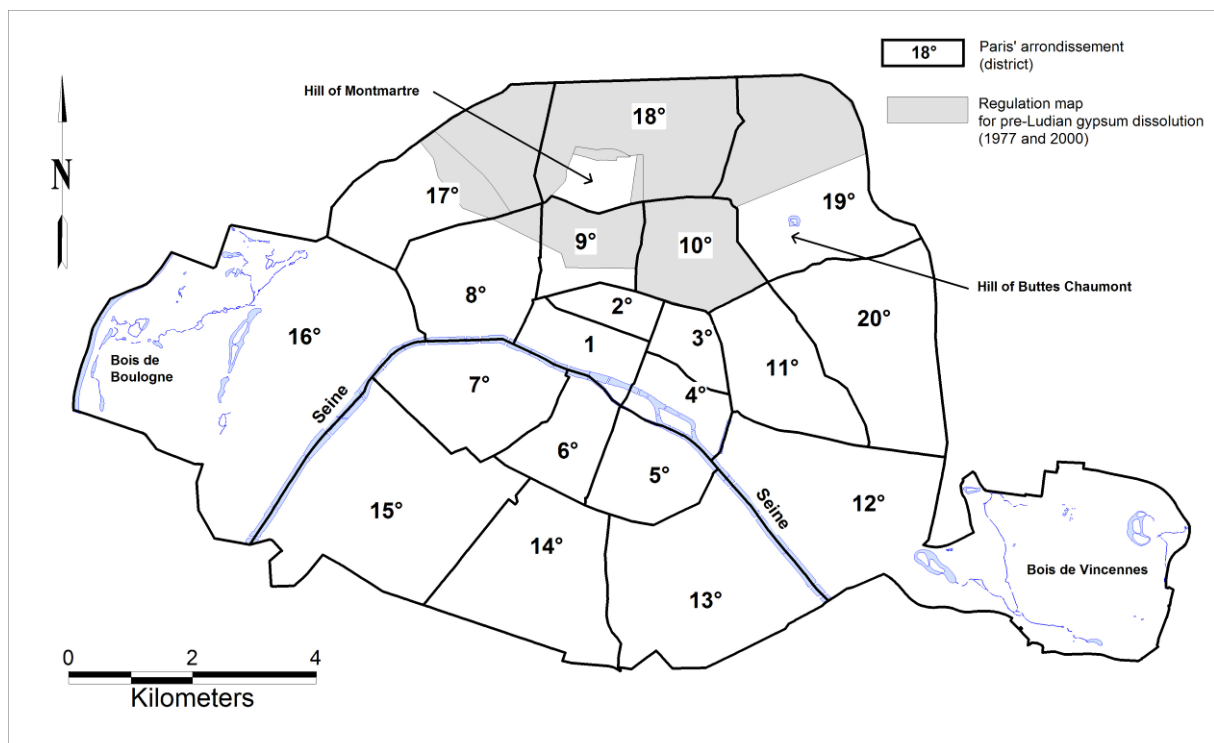 18°
Paris' arrondissement
(district)
Hill of Montmartre
Regulation map
for pre-Ludian gypsum dissolution
(1977 and 2000)
18°
N
17°
19°
9°
10°
Hill of Buttes Chaumont
8°
2°
20°
16°
3°
1
Bois de
Boulogne
11°
7°
4°
Seine
6°
5°
Seine
12°
15°
14°
Bois de Vincennes
13°
0 2 4
Kilometers